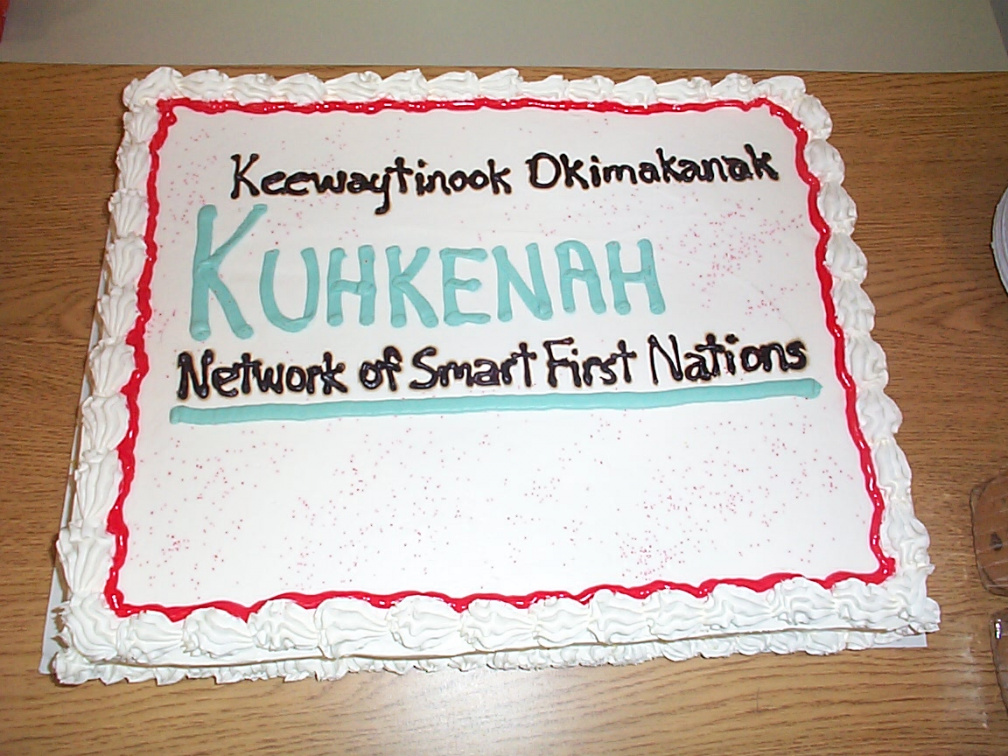 Keewaytinook Okimakanak
KUHKENAH
Network of Smart First Nations